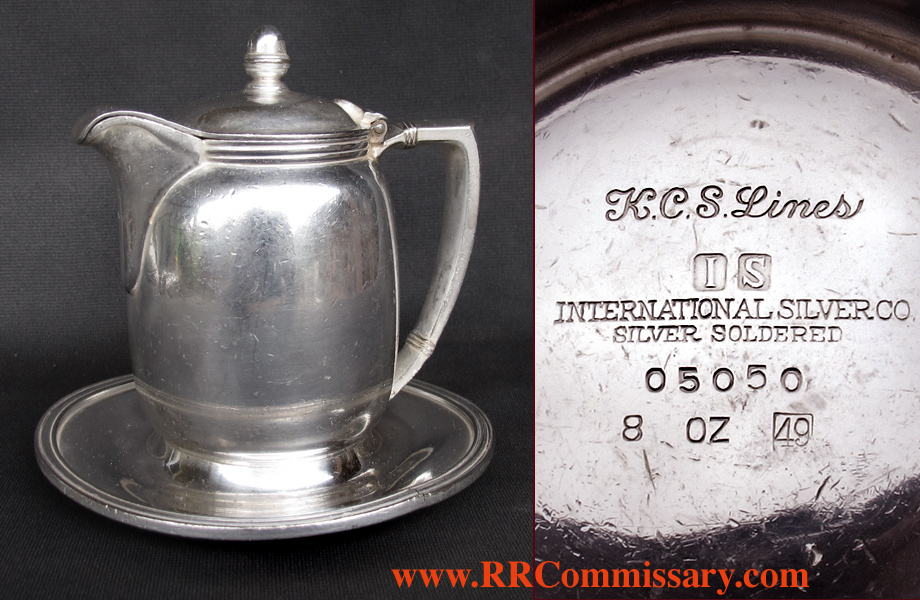 K.C.S. Lines
I S
INTERNATIONAL SILVER CO.
SILVER SOLDERED
05050
8 OZ 49
www.RRCommissary.com